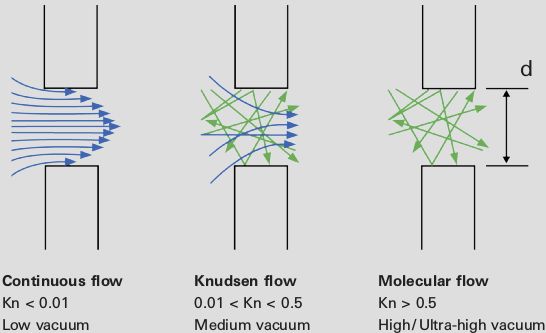 d
Continuous flow
Kn < 0.01
Low vacuum
Knudsen flow
0.01 < Kn < 0.5
Medium vacuum
Molecular flow
Kn > 0.5
High/Ultra-high vacuum